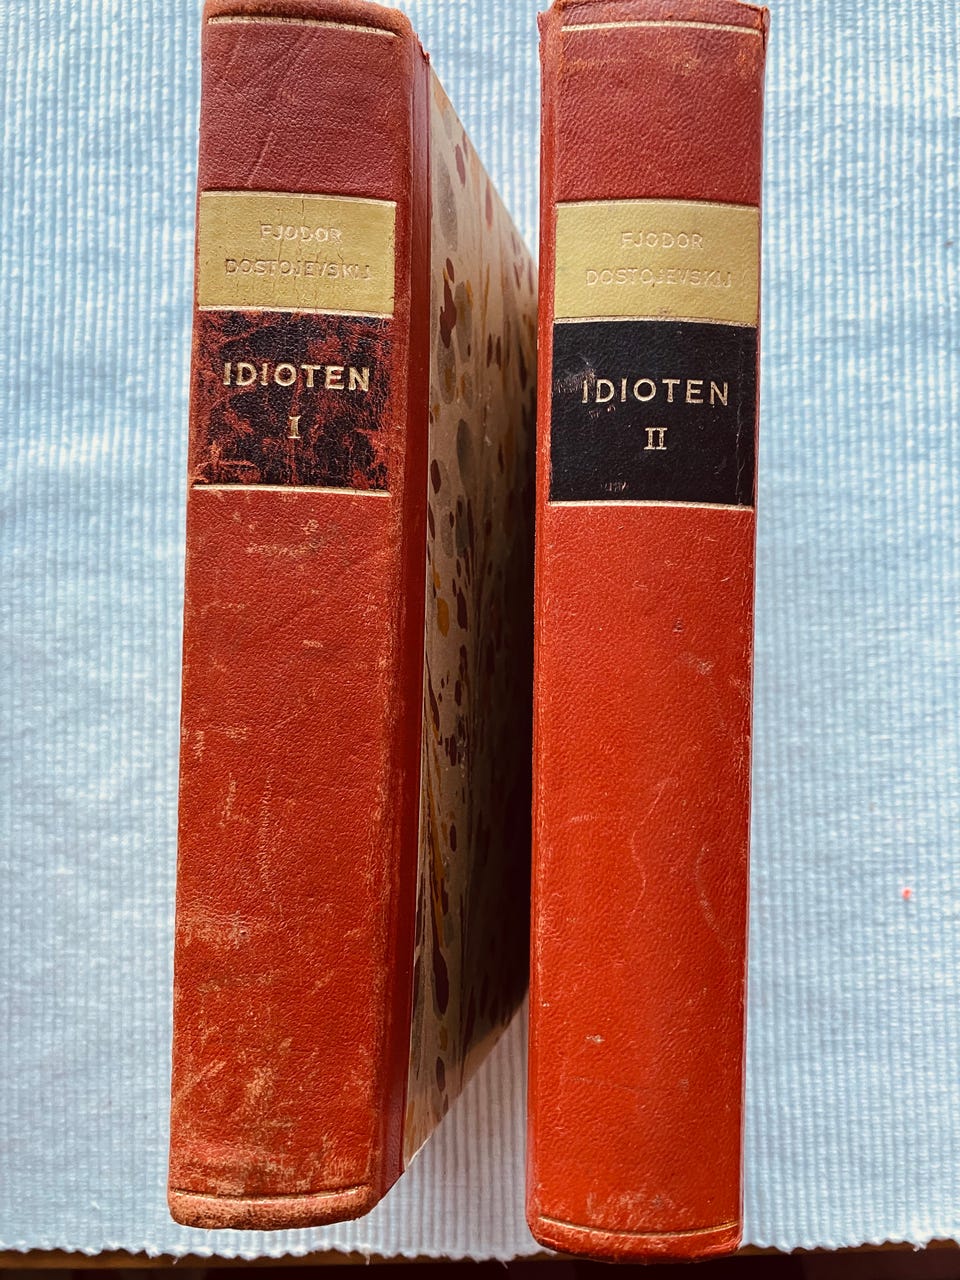 FJODOR
DOSTOJEVSKIJ
IDIOTEN
I
FJODOR
DOSTOJEVSKIJ
IDIOTEN
II